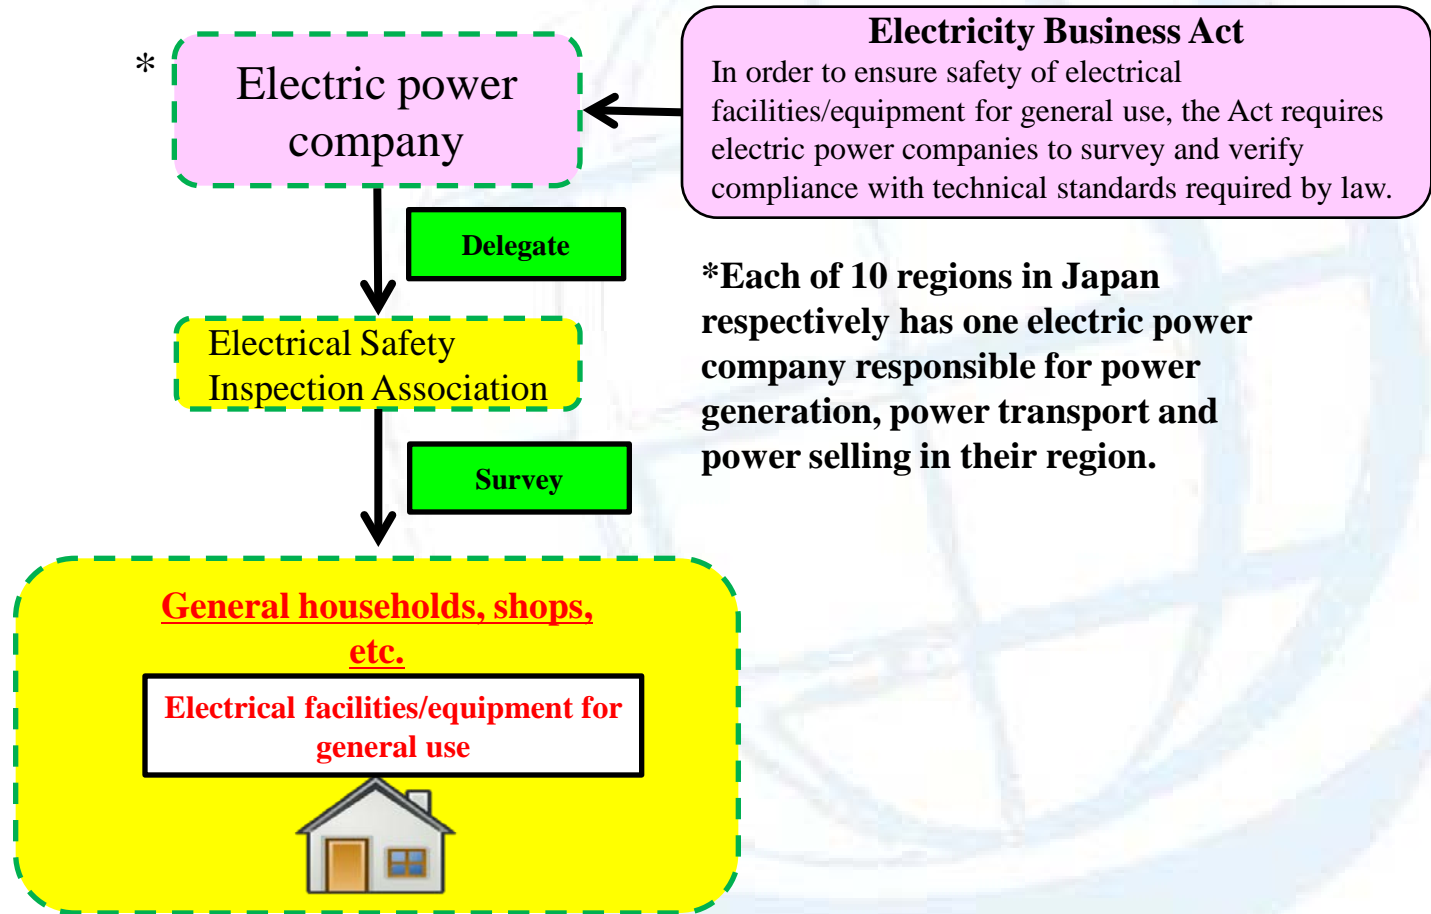 *
Electric power
company
Electricity Business Act
In order to ensure safety of electrical
facilities/equipment for general use, the Act requires
electric power companies to survey and verify
compliance with technical standards required by law.
Delegate
*Each of 10 regions in Japan
respectively has one electric power
company responsible for power
generation, power transport and
power selling in their region.
Electrical Safety
Inspection Association
Survey
General households, shops,
etc.
Electrical facilities/equipment for
general use